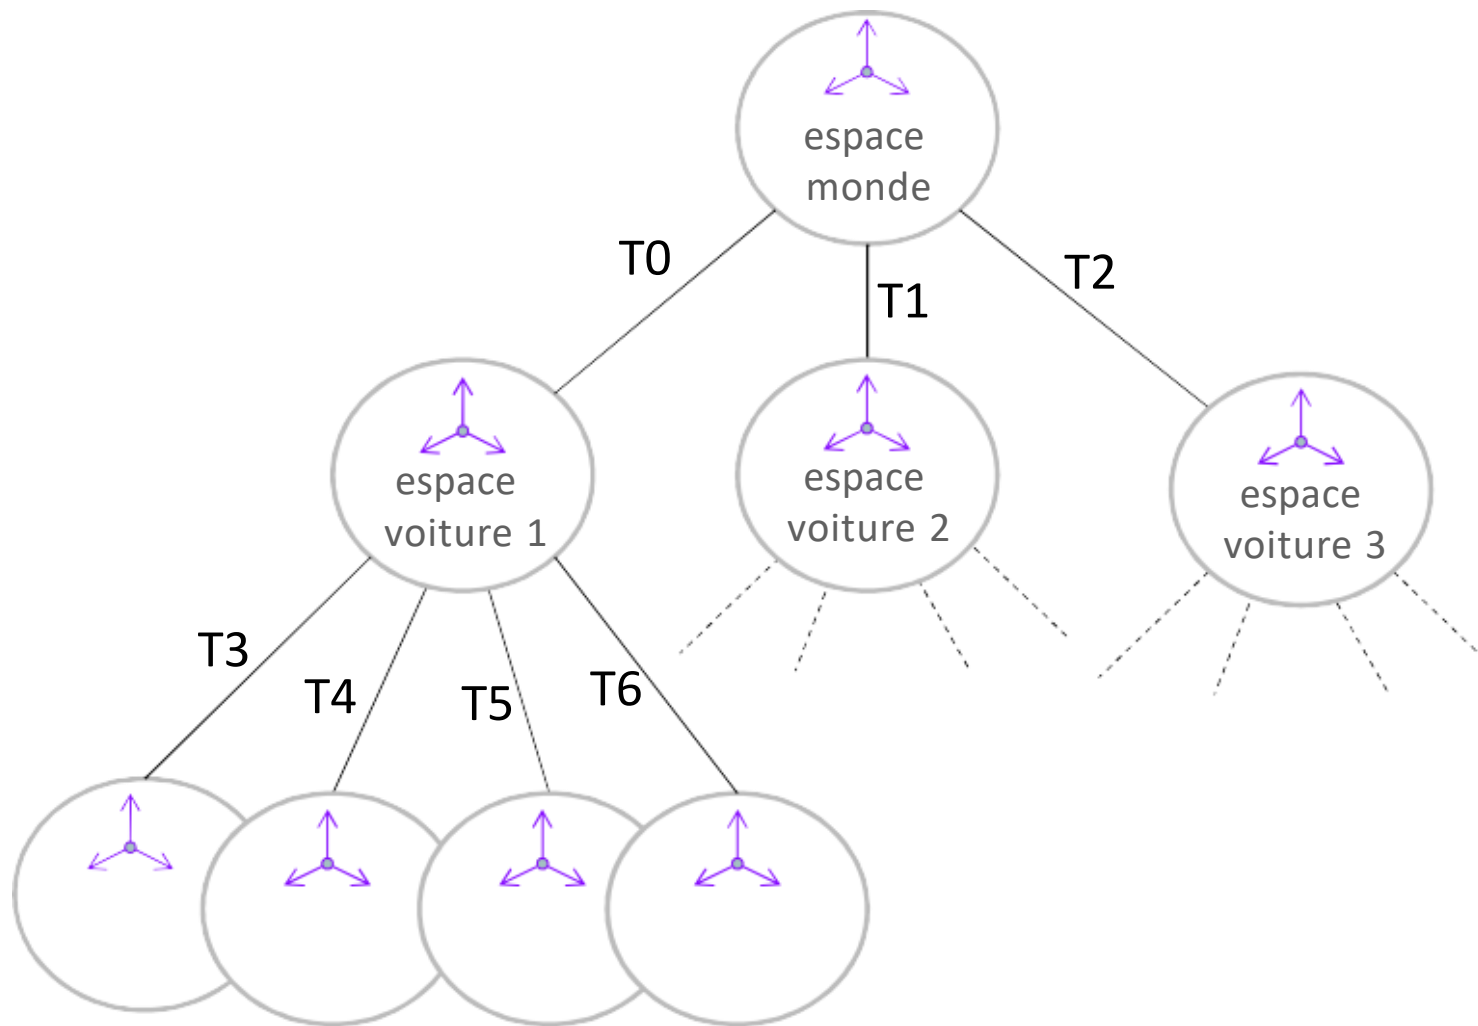 espace
monde
T0
T1
T2
espace
voiture 1
espace
voiture 2
espace
voiture 3
T3
T4
T5
T6